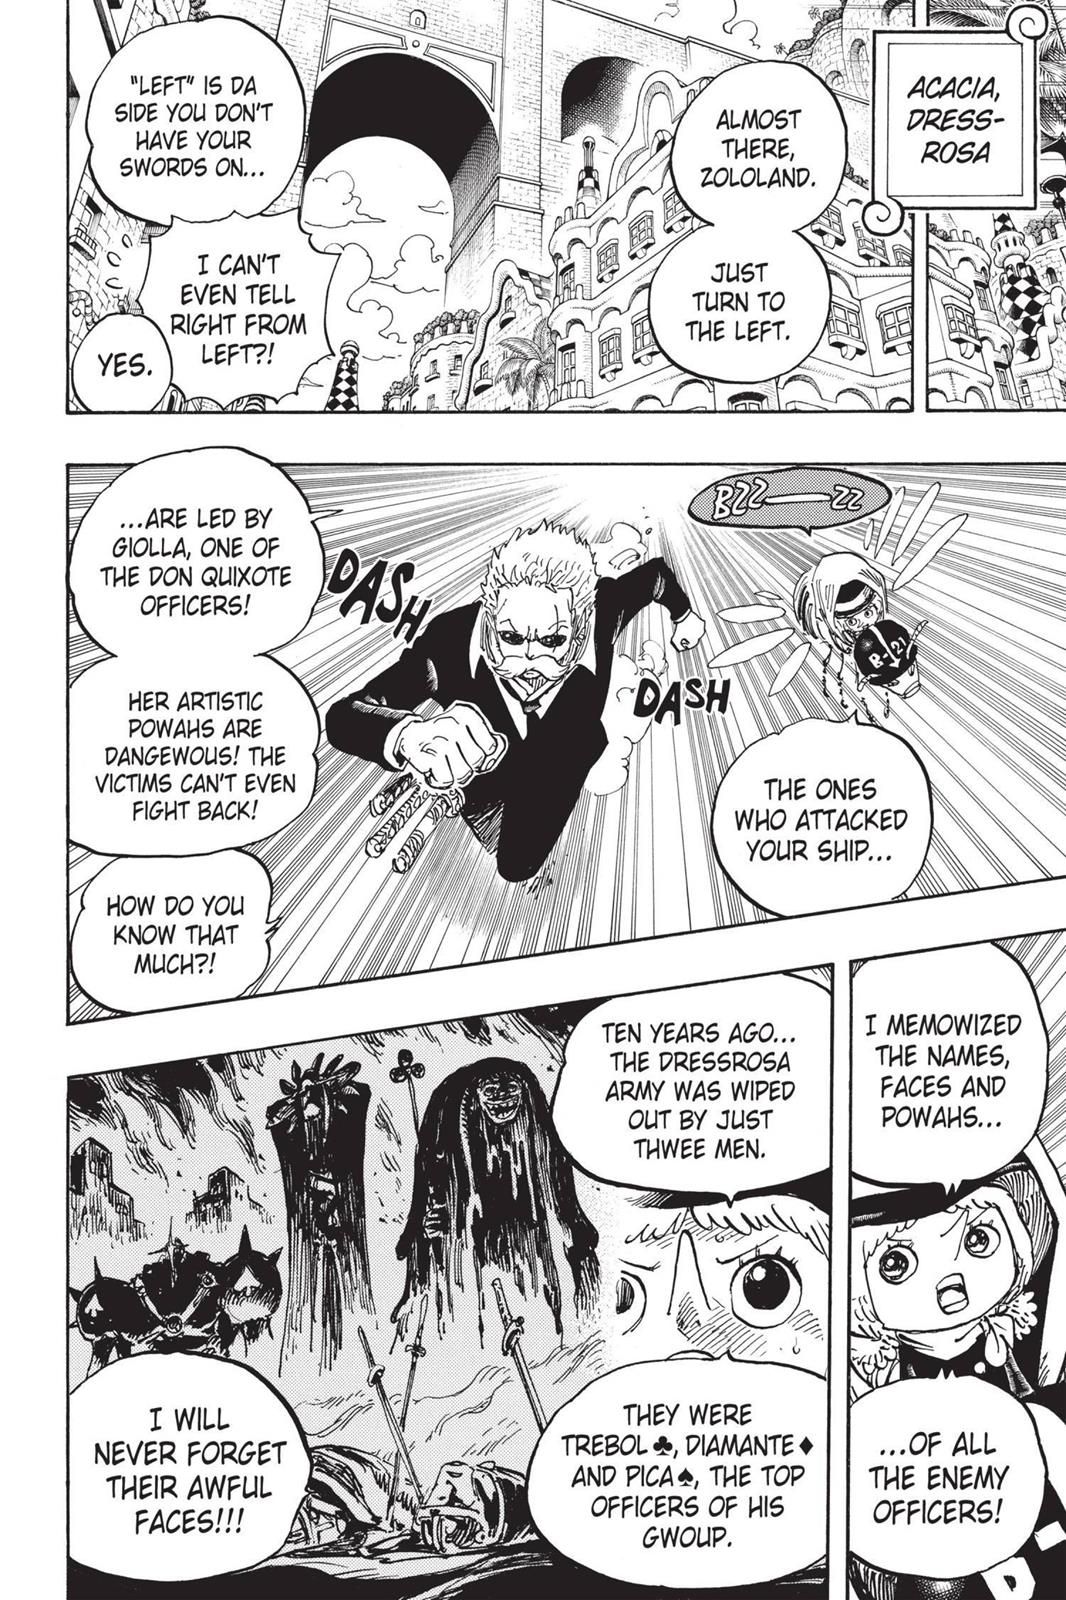 ACACIA,
DRESS-
ROSA
ALMOST
THERE,
ZOLOLAND.
JUST
TURN TO
THE LEFT.
"LEFT" IS DA
SIDE YOU DON'T
HAVE YOUR
SWORDS ON...
I CAN'T
EVEN TELL
RIGHT FROM
LEFT?!
YES.
BZZ—ZZ
B-21
THE ONES
WHO ATTACKED
YOUR SHIP...
DASH
DASH
...ARE LED BY
GIOLLA, ONE OF
THE DON QUIXOTE
OFFICERS!
HER ARTISTIC
POWAHS ARE
DANGEWOUS! THE
VICTIMS CAN'T EVEN
FIGHT BACK!
HOW DO YOU
KNOW THAT
MUCH?!
I MEMOWIZED
THE NAMES,
FACES AND
POWAHS...
...OF ALL
THE ENEMY
OFFICERS!
D
TEN YEARS AGO...
THE DRESSROSA
ARMY WAS WIPED
OUT BY JUST
THWEE MEN.
THEY WERE
TREBOL♣, DIAMANTE♦
AND PICA♠, THE TOP
OFFICERS OF HIS
GWOUP.
I WILL
NEVER FORGET
THEIR AWFUL
FACES!!!